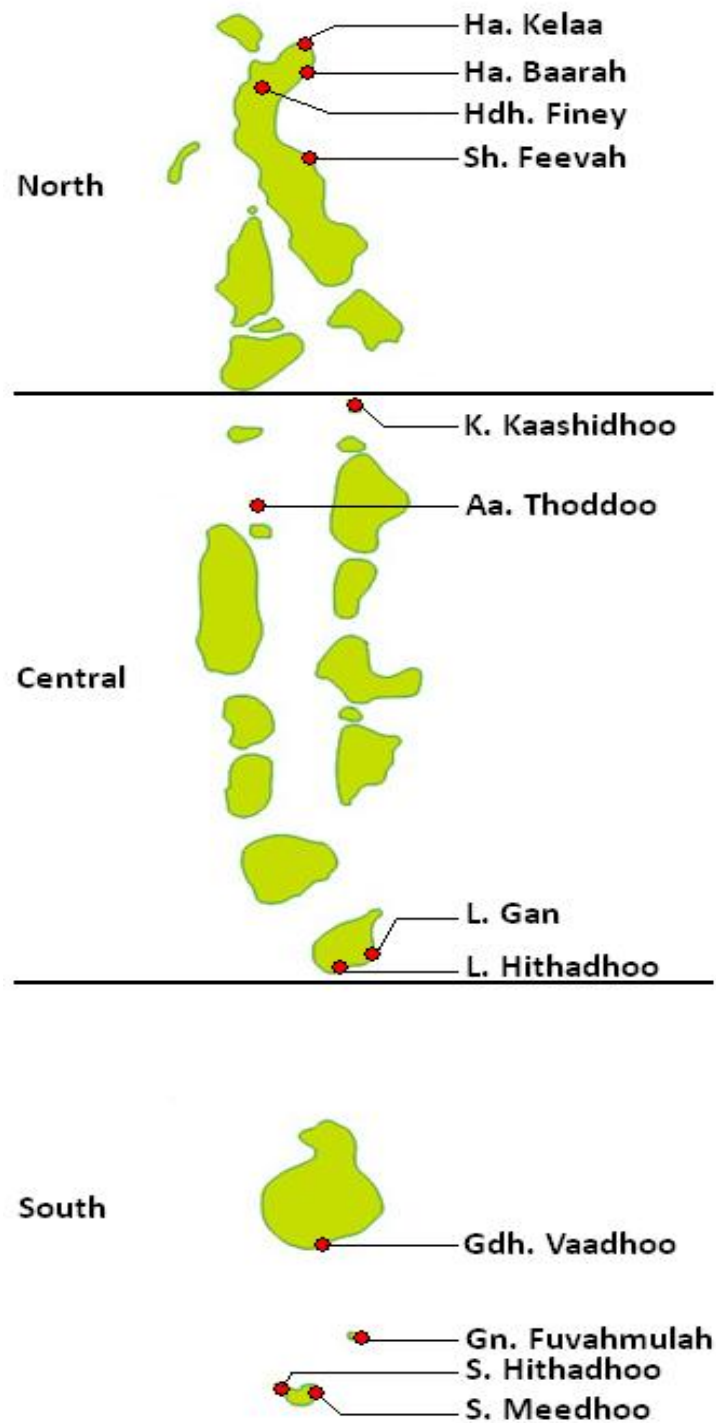 Ha. Kelaa
Ha. Baarah
Hdh. Finey
Sh. Feevah
North
K. Kaashidhoo
Aa. Thoddoo
Central
L. Gan
L. Hithadhoo
South
Gdh. Vaadhoo
Gn. Fuvahmulah
S. Hithadhoo
S. Meedhoo